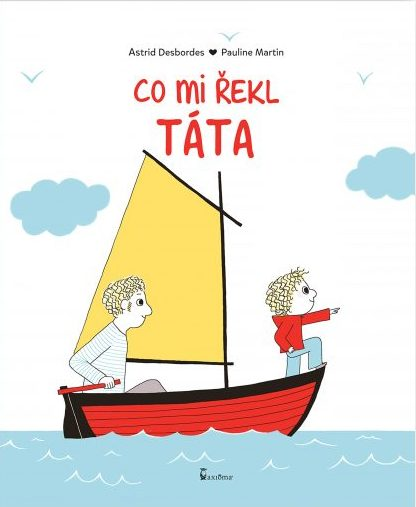 Astrid Desbordes ♥ Pauline Martin
CO Mi ŘEKL
TÁTA
axióma